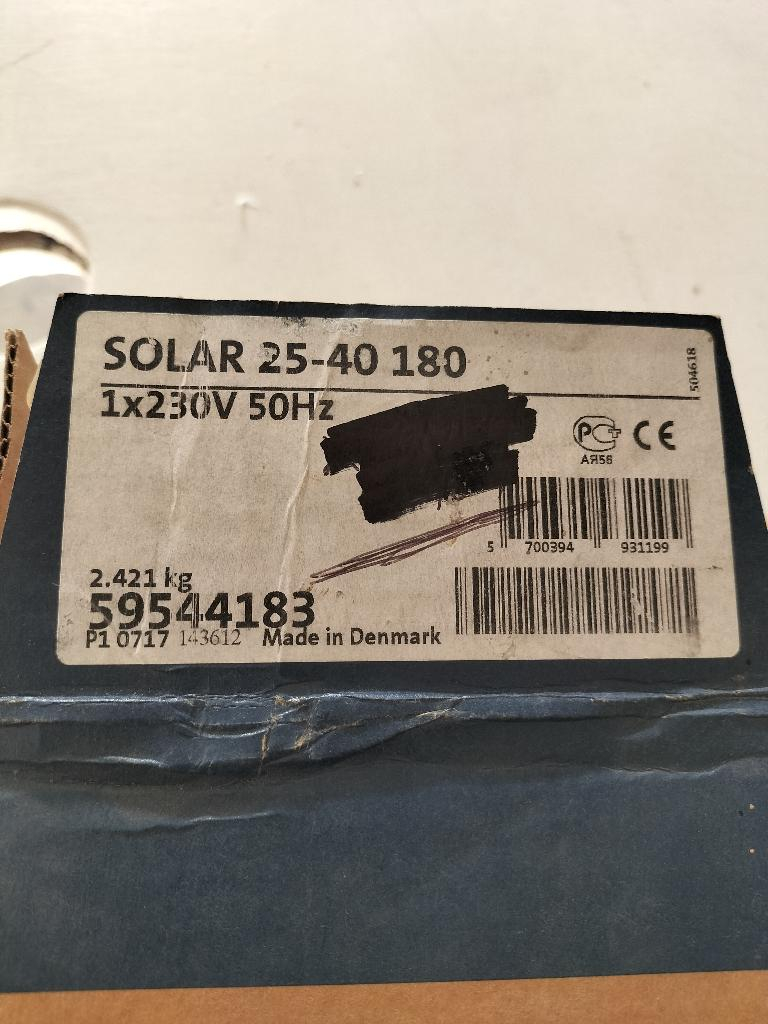 SOLAR 25-40 180
504618
1x230V 50Hz
PC+ CE
АЯ56
5 700394 931199
2.421 kg
59544183
P1 0717 143612 Made in Denmark